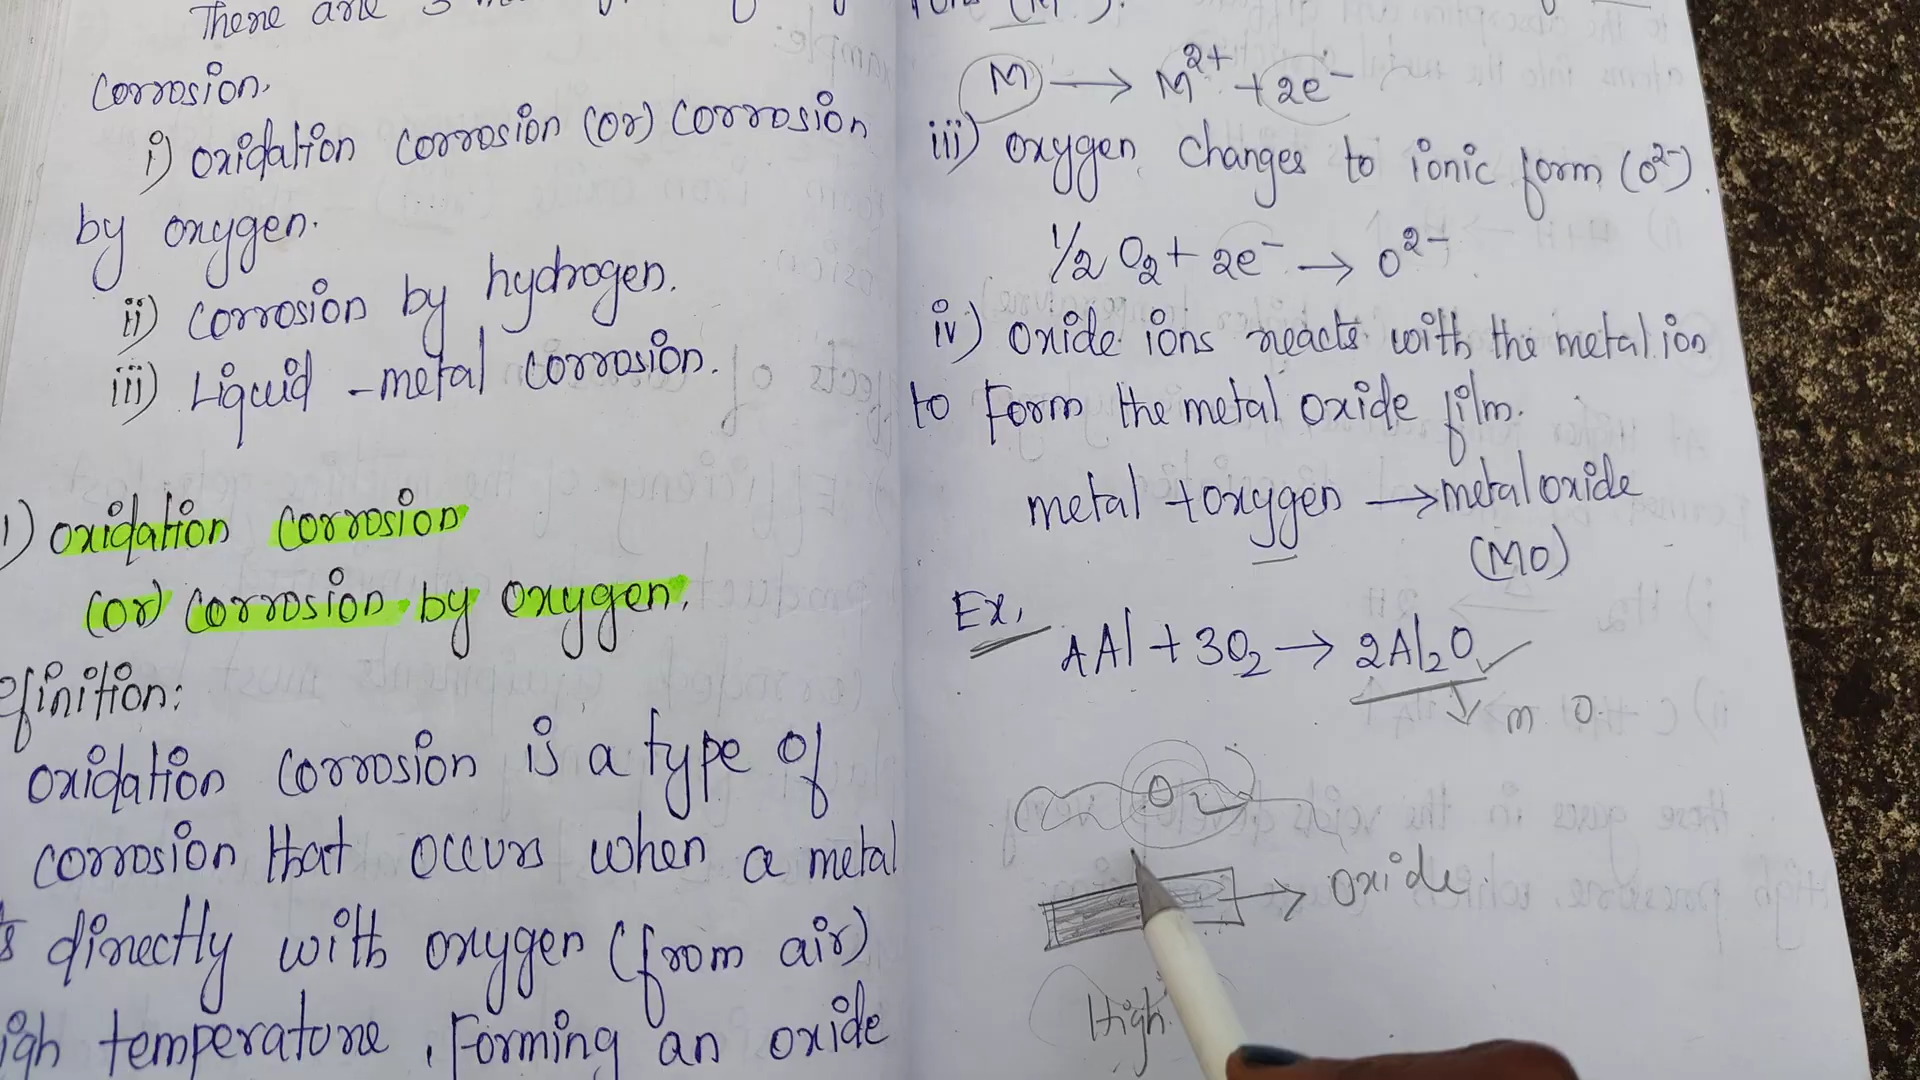 There are 3
corrosion.
i) oxidation corrosion (or) corrosion
by oxygen.
ii) corrosion by hydrogen.
iii) Liquid - metal corrosion.
1) oxidation corrosion
(or) corrosion by oxygen.
efinition:
oxidation corrosion is a type of
corrosion that occurs when a metal
directly with oxygen (from air)
igh temperature, forming an oxide
M → M²⁺ + 2e⁻
iii) oxygen changes to ionic form (O²⁻).
1/2 O₂ + 2e⁻ → O²⁻
iv) oxide ions reacts with the metal ion
to form the metal oxide film.
metal + oxygen → metal oxide
(MO)
Ex,
4Al + 3O₂ → 2Al₂O
m O
O₂
→ oxide
High